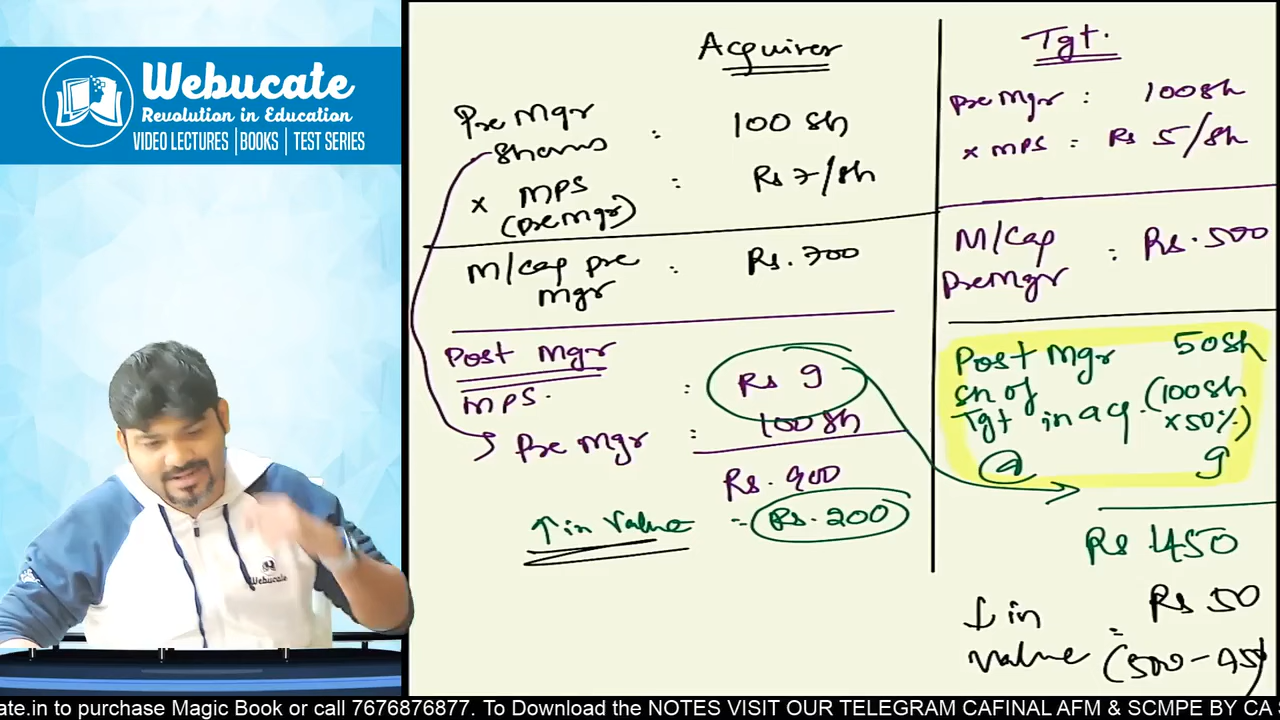 Webucate
Revolution in Education
VIDEO LECTURES | BOOKS | TEST SERIES
Webucate
Acquirer
Pre Mgr
Shares : 100 Sh
x MPS : Rs 7/Sh
(Pre Mgr)
M/Cap pre : Rs. 700
mgr
Post Mgr
MPS. : Rs 9
Pre Mgr : 100 Sh
Rs. 900
↑ in Value = Rs. 200
Tgt.
Pre Mgr : 100 Sh
x MPS : Rs 5/Sh
M/Cap : Rs. 500
Pre Mgr
Post Mgr 50 Sh
Sh of
Tgt in acq. (100 Sh
x 50%)
@ 9
Rs. 450
↓ in = Rs 50
Value (500 - 450
ate.in to purchase Magic Book or call 7676876877. To Download the NOTES VISIT OUR TELEGRAM CAFINAL AFM & SCMPE BY CA